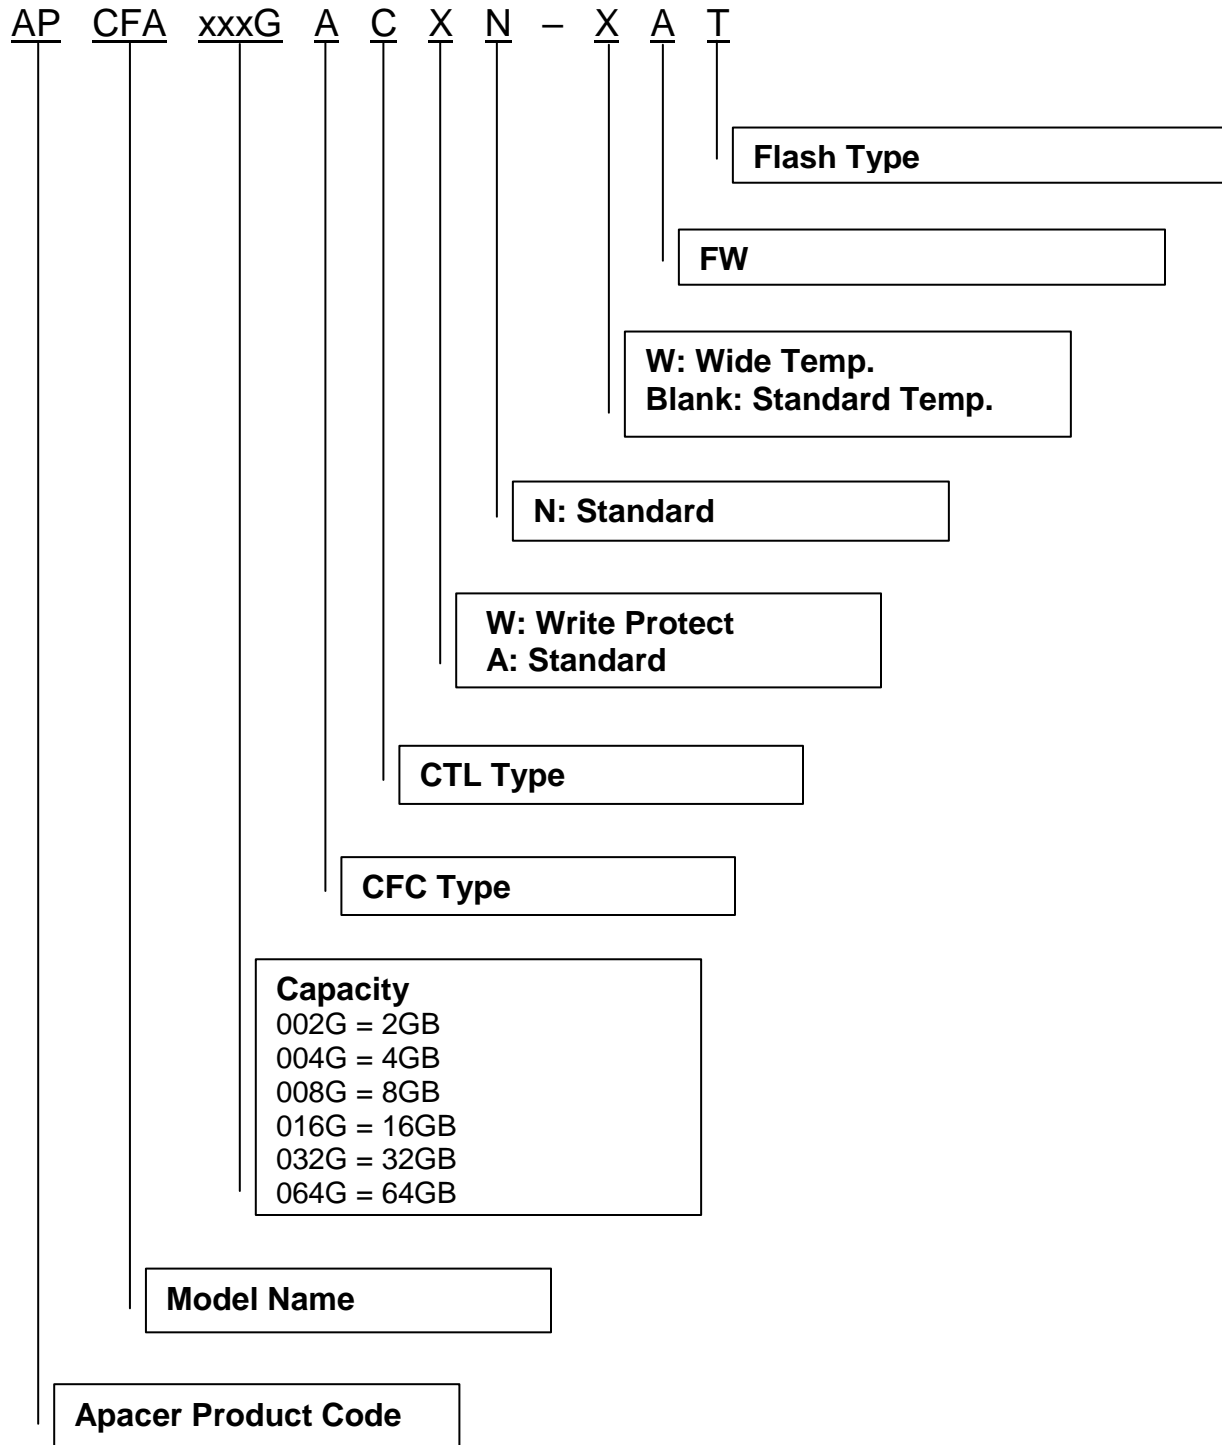 AP CFA xxxG A C X N – X A T
Flash Type
FW
W: Wide Temp.
Blank: Standard Temp.
N: Standard
W: Write Protect
A: Standard
CTL Type
CFC Type
Capacity
002G = 2GB
004G = 4GB
008G = 8GB
016G = 16GB
032G = 32GB
064G = 64GB
Model Name
Apacer Product Code